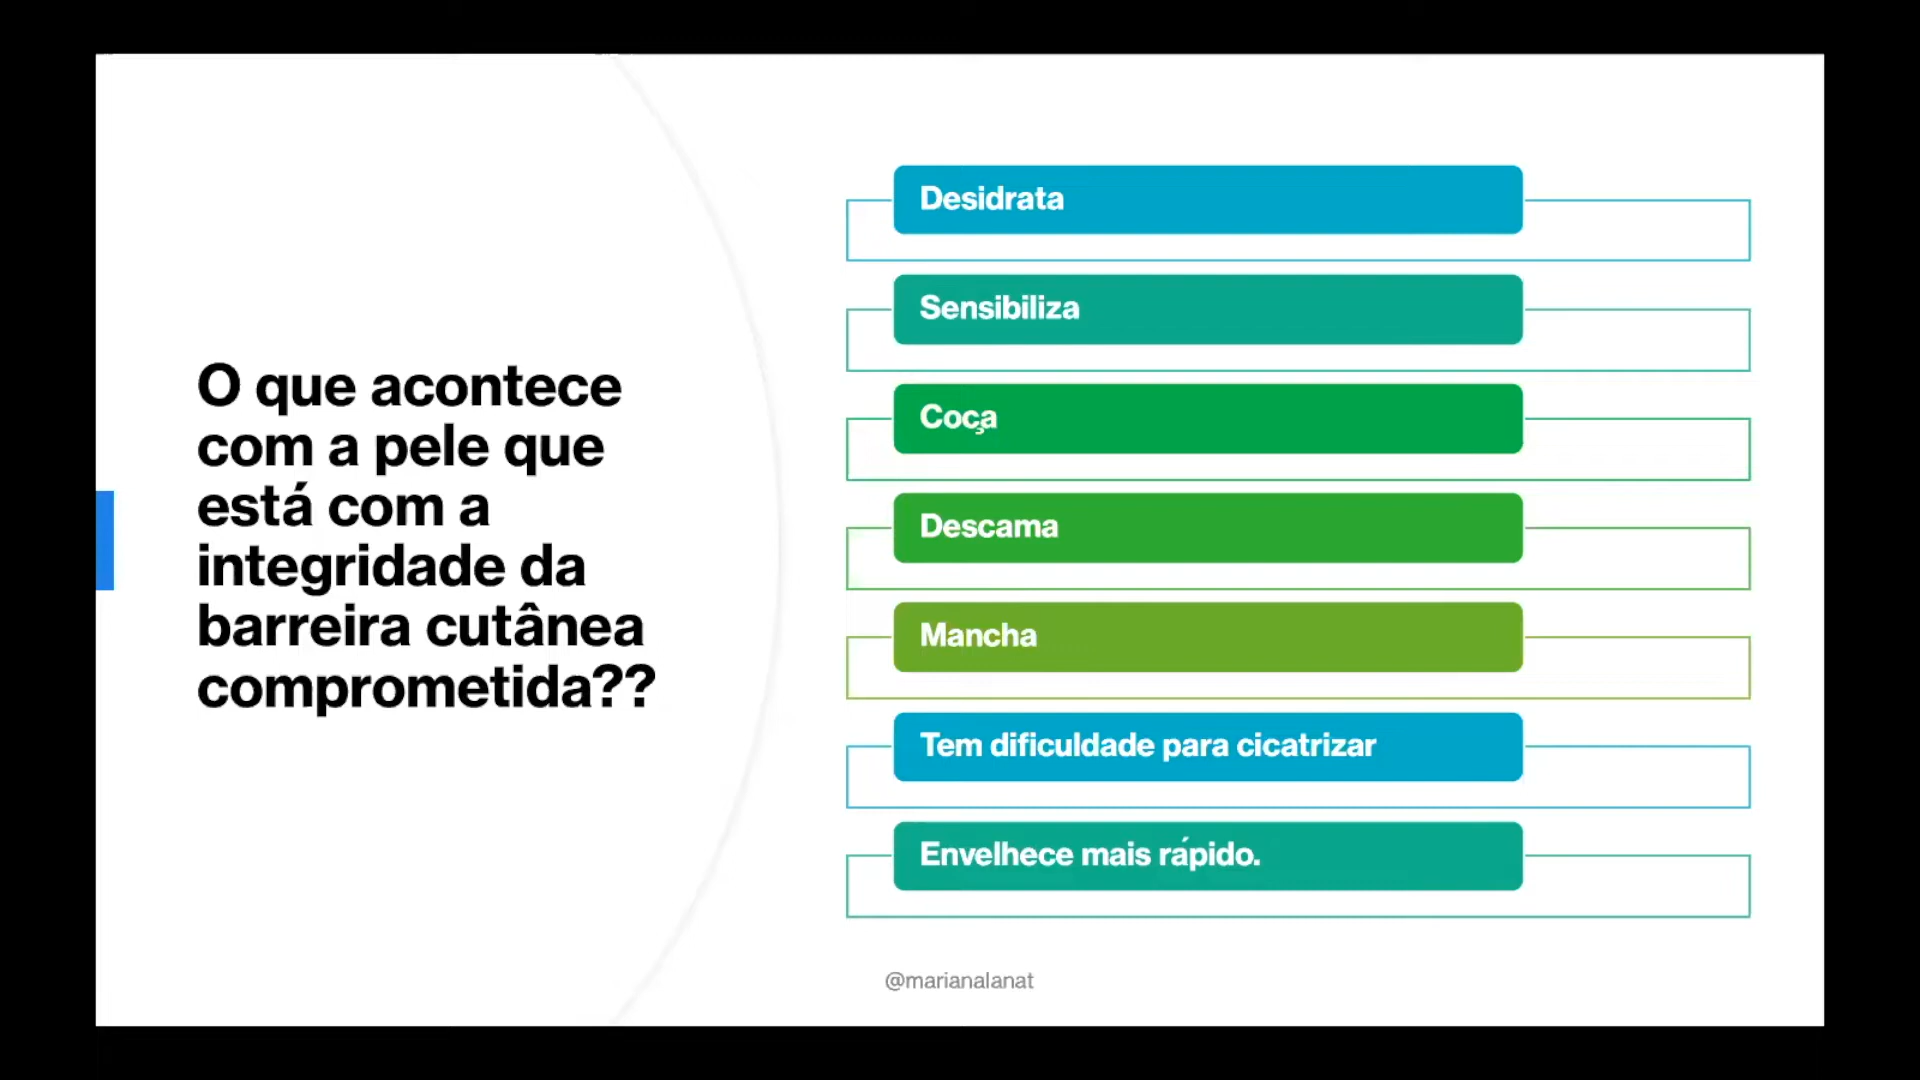 O que acontece
com a pele que
está com a
integridade da
barreira cutânea
comprometida??
Desidrata
Sensibiliza
Coça
Descama
Mancha
Tem dificuldade para cicatrizar
Envelhece mais rápido.
@marianalanat